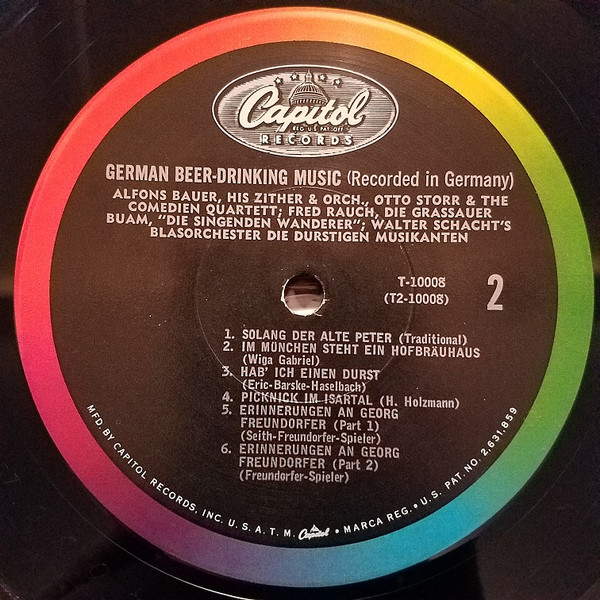 Capitol
REG. U.S. PAT. OFF.
RECORDS
GERMAN BEER-DRINKING MUSIC (Recorded in Germany)
ALFONS BAUER, HIS ZITHER & ORCH., OTTO STORR & THE
COMEDIEN QUARTETT; FRED RAUCH, DIE GRASSAUER
BUAM, "DIE SINGENDEN WANDERER"; WALTER SCHACHT'S
BLASORCHESTER DIE DURSTIGEN MUSIKANTEN
T-10008
(T2-10008)
2
1. SOLANG DER ALTE PETER (Traditional)
2. IM MÜNCHEN STEHT EIN HOFBRÄUHAUS
(Wiga Gabriel)
3. HAB' ICH EINEN DURST
(Eric-Barske-Haselbach)
4. PICKNICK IM ISARTAL (H. Holzmann)
5. ERINNERUNGEN AN GEORG
FREUNDORFER (Part 1)
(Seith-Freundorfer-Spieler)
6. ERINNERUNGEN AN GEORG
FREUNDORFER (Part 2)
(Freundorfer-Spieler)
MFD. BY CAPITOL RECORDS, INC. U. S. A. T. M. Capitol • MARCA REG. • U. S. PAT. NO. 2,631,859